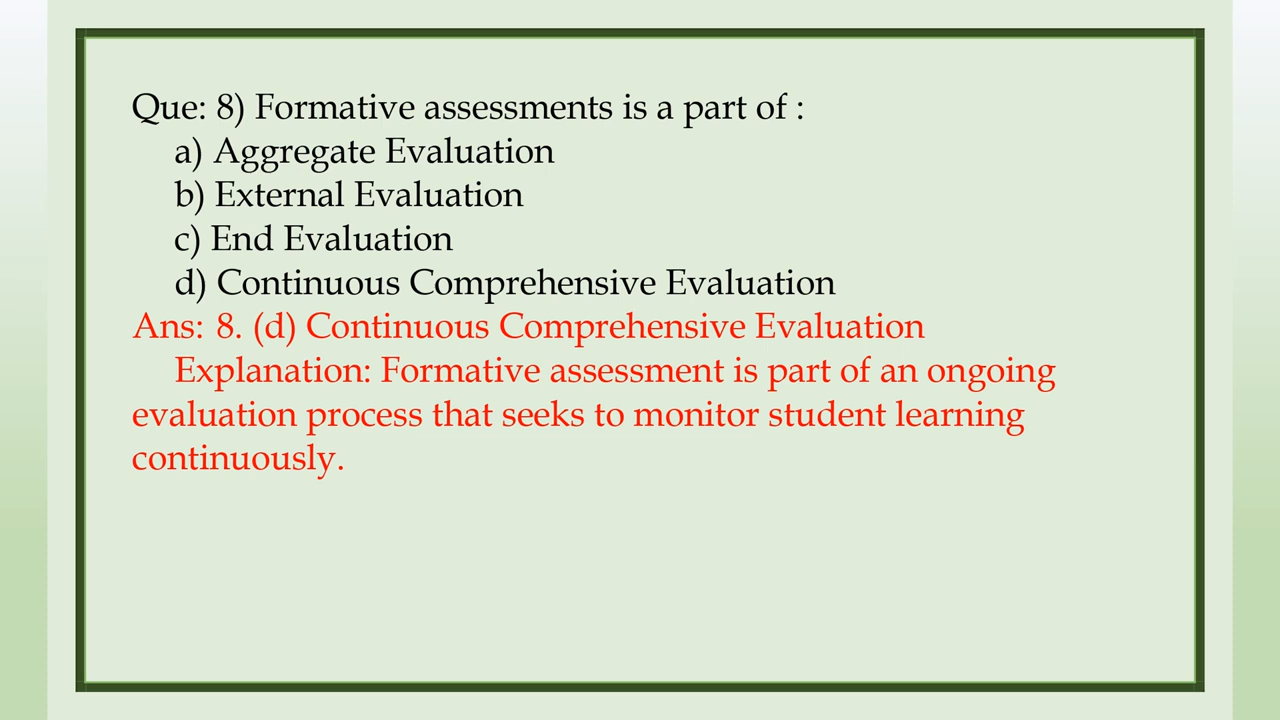 Que: 8) Formative assessments is a part of :
a) Aggregate Evaluation
b) External Evaluation
c) End Evaluation
d) Continuous Comprehensive Evaluation
Ans: 8. (d) Continuous Comprehensive Evaluation
Explanation: Formative assessment is part of an ongoing
evaluation process that seeks to monitor student learning
continuously.